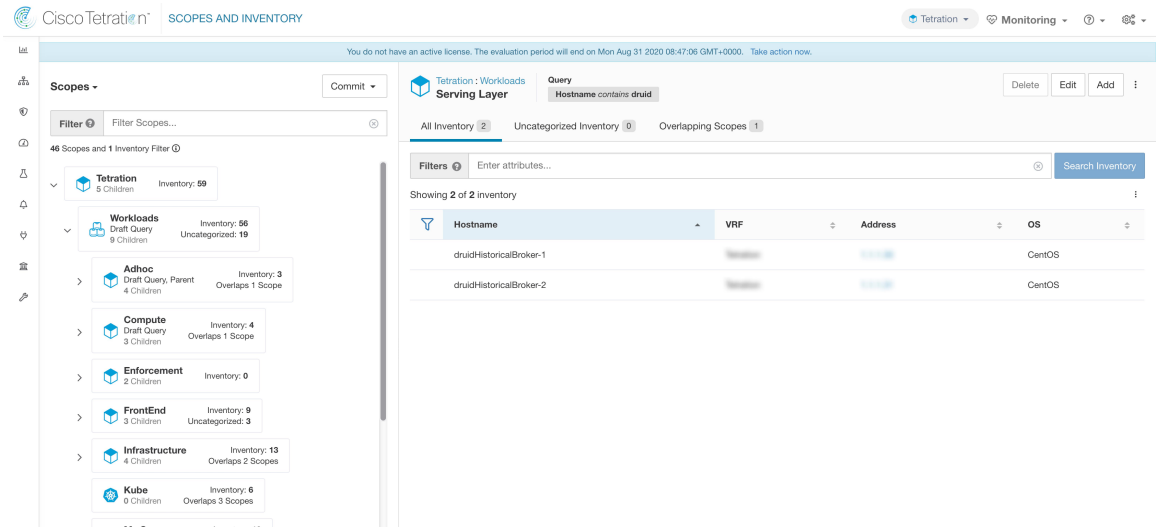 Cisco Tetration™ SCOPES AND INVENTORY
Tetration Monitoring
You do not have an active license. The evaluation period will end on Mon Aug 31 2020 08:47:06 GMT+0000. Take action now.
Scopes
Commit
Filter
Filter Scopes...
46 Scopes and 1 Inventory Filter
Tetration
5 Children
Inventory: 59
Workloads
Draft Query
9 Children
Inventory: 56
Uncategorized: 19
Adhoc
Draft Query, Parent
4 Children
Inventory: 3
Overlaps 1 Scope
Compute
Draft Query
3 Children
Inventory: 4
Overlaps 1 Scope
Enforcement
2 Children
Inventory: 0
FrontEnd
3 Children
Inventory: 9
Uncategorized: 3
Infrastructure
4 Children
Inventory: 13
Overlaps 2 Scopes
Kube
0 Children
Inventory: 6
Overlaps 3 Scopes
Tetration : Workloads
Serving Layer
Query
Hostname contains druid
Delete Edit Add
All Inventory 2 Uncategorized Inventory 0 Overlapping Scopes 1
Filters Enter attributes... Search Inventory
Showing 2 of 2 inventory
Hostname VRF Address OS
druidHistoricalBroker-1 CentOS
druidHistoricalBroker-2 CentOS